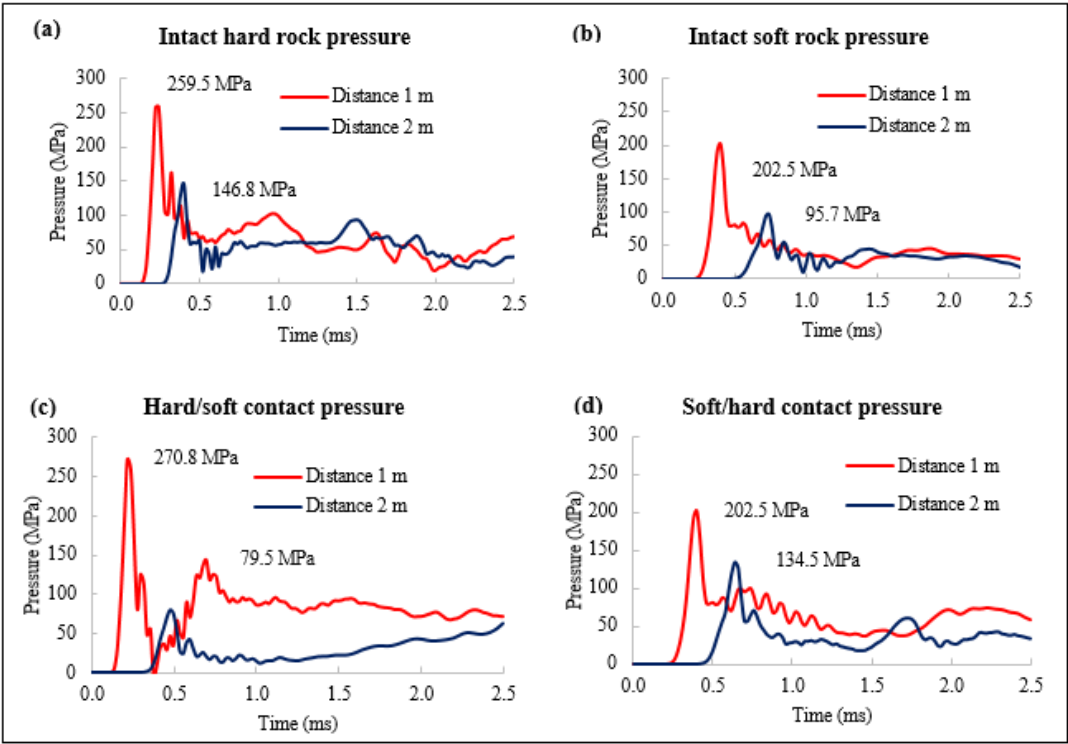 (a)
Intact hard rock pressure
259.5 MPa
Distance 1 m
Distance 2 m
146.8 MPa
Pressure (MPa)
300
250
200
150
100
50
0
0.0 0.5 1.0 1.5 2.0 2.5
Time (ms)
(b)
Intact soft rock pressure
Distance 1 m
Distance 2 m
202.5 MPa
95.7 MPa
Pressure (MPa)
300
250
200
150
100
50
0
0.0 0.5 1.0 1.5 2.0 2.5
Time (ms)
(c)
Hard/soft contact pressure
270.8 MPa
Distance 1 m
Distance 2 m
79.5 MPa
Pressure (MPa)
300
250
200
150
100
50
0
0.0 0.5 1.0 1.5 2.0 2.5
Time (ms)
(d)
Soft/hard contact pressure
Distance 1 m
Distance 2 m
202.5 MPa
134.5 MPa
Pressure (MPa)
300
250
200
150
100
50
0
0.0 0.5 1.0 1.5 2.0 2.5
Time (ms)